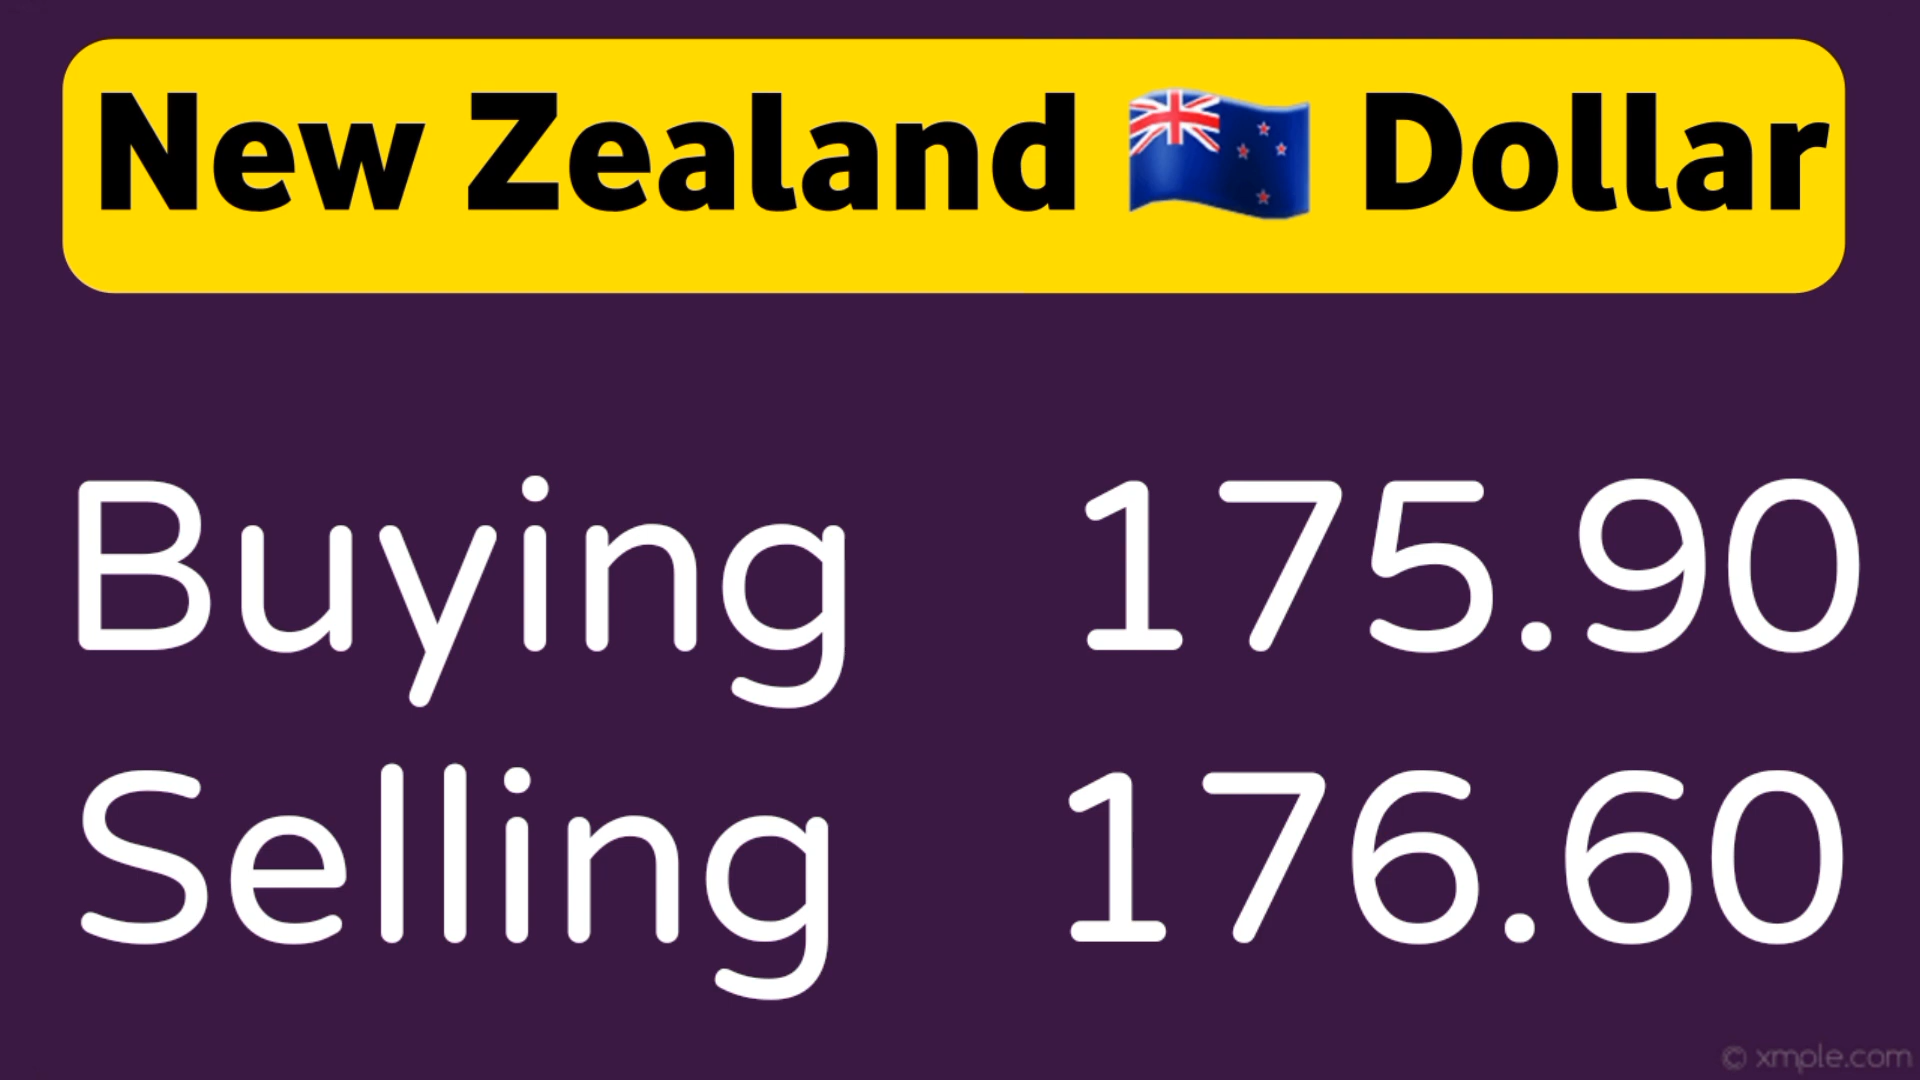 New Zealand 🇳🇿 Dollar
Buying 175.90
Selling 176.60
© xmple.com